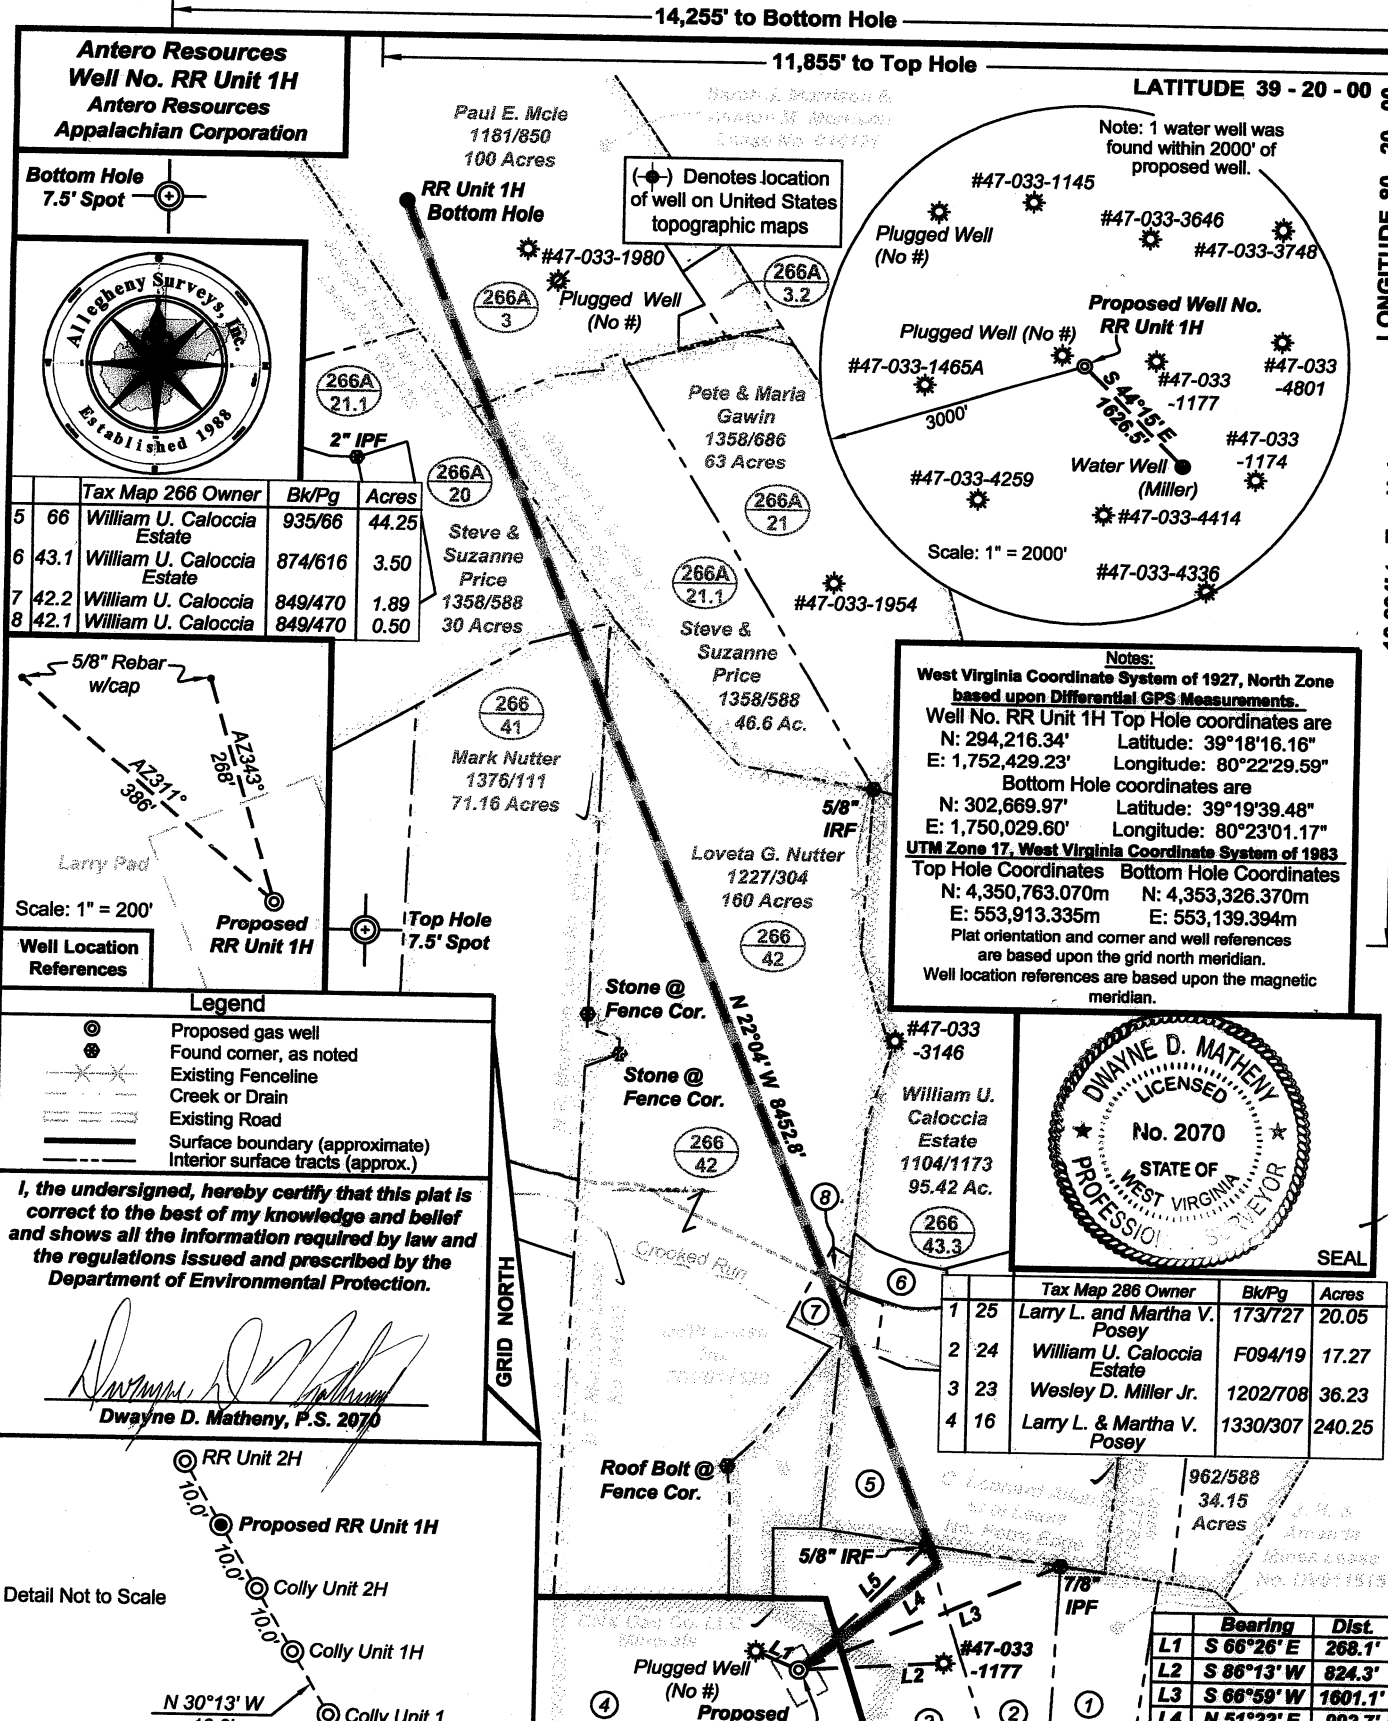 14,255' to Bottom Hole
11,855' to Top Hole
LATITUDE 39 - 20 - 00
Antero Resources
Well No. RR Unit 1H
Antero Resources
Appalachian Corporation
Bottom Hole
7.5' Spot
Paul E. Mcie
1181/850
100 Acres
RR Unit 1H
Bottom Hole
#47-033-1980
Plugged Well
(No #)
266A
3
(-●-) Denotes location
of well on United States
topographic maps
266A
3.2
Note: 1 water well was
found within 2000' of
proposed well.
#47-033-1145
Plugged Well
(No #)
#47-033-3646
#47-033-3748
Proposed Well No.
RR Unit 1H
Plugged Well (No #)
#47-033-1465A
#47-033
-1177
#47-033
-4801
3000'
S 44°15' E
1626.5'
#47-033
-1174
Water Well
(Miller)
#47-033-4259
#47-033-4414
Scale: 1" = 2000'
#47-033-4336
Allegheny Surveys, Inc.
Established 1988
266A
21.1
2" IPF
266A
20
Steve &
Suzanne
Price
1358/588
30 Acres
Pete & Maria
Gawin
1358/686
63 Acres
266A
21
266A
21.1
#47-033-1954
Steve &
Suzanne
Price
1358/588
46.6 Ac.
Tax Map 266 Owner Bk/Pg Acres
5 66 William U. Caloccia Estate 935/66 44.25
6 43.1 William U. Caloccia Estate 874/616 3.50
7 42.2 William U. Caloccia 849/470 1.89
8 42.1 William U. Caloccia 849/470 0.50
5/8" Rebar
w/cap
AZ343°
268'
AZ311°
386'
Larry Pad
Scale: 1" = 200'
Proposed
RR Unit 1H
Well Location
References
Top Hole
7.5' Spot
266
41
Mark Nutter
1376/111
71.16 Acres
5/8"
IRF
Loveta G. Nutter
1227/304
160 Acres
266
42
Notes:
West Virginia Coordinate System of 1927, North Zone
based upon Differential GPS Measurements.
Well No. RR Unit 1H Top Hole coordinates are
N: 294,216.34' Latitude: 39°18'16.16"
E: 1,752,429.23' Longitude: 80°22'29.59"
Bottom Hole coordinates are
N: 302,669.97' Latitude: 39°19'39.48"
E: 1,750,029.60' Longitude: 80°23'01.17"
UTM Zone 17, West Virginia Coordinate System of 1983
Top Hole Coordinates Bottom Hole Coordinates
N: 4,350,763.070m N: 4,353,326.370m
E: 553,913.335m E: 553,139.394m
Plat orientation and corner and well references
are based upon the grid north meridian.
Well location references are based upon the magnetic
meridian.
Legend
Proposed gas well
Found corner, as noted
Existing Fenceline
Creek or Drain
Existing Road
Surface boundary (approximate)
Interior surface tracts (approx.)
Stone @
Fence Cor.
Stone @
Fence Cor.
N 22°04' W 8452.8'
#47-033
-3146
William U.
Caloccia
Estate
1104/1173
95.42 Ac.
266
43.3
266
42
DWAYNE D. MATHENY
LICENSED
No. 2070
STATE OF
WEST VIRGINIA
SEAL
I, the undersigned, hereby certify that this plat is
correct to the best of my knowledge and belief
and shows all the information required by law and
the regulations issued and prescribed by the
Department of Environmental Protection.
Dwayne D. Matheny
Dwayne D. Matheny, P.S. 2070
GRID NORTH
Crooked Run
8
6
7
Tax Map 286 Owner Bk/Pg Acres
1 25 Larry L. and Martha V. Posey 173/727 20.05
2 24 William U. Caloccia Estate F094/19 17.27
3 23 Wesley D. Miller Jr. 1202/708 36.23
4 16 Larry L. & Martha V. Posey 1330/307 240.25
Roof Bolt @
Fence Cor.
5
962/588
34.15
Acres
RR Unit 2H
10.0'
Proposed RR Unit 1H
10.0'
Colly Unit 2H
10.0'
Colly Unit 1H
Detail Not to Scale
N 30°13' W
Colly Unit 1
5/8" IRF
L5
L4
L3
7/8"
IPF
L1
L2
#47-033
-1177
Plugged Well
(No #)
Proposed
4
2
1
Bearing Dist.
L1 S 66°26' E 268.1'
L2 S 86°13' W 824.3'
L3 S 66°59' W 1601.1'